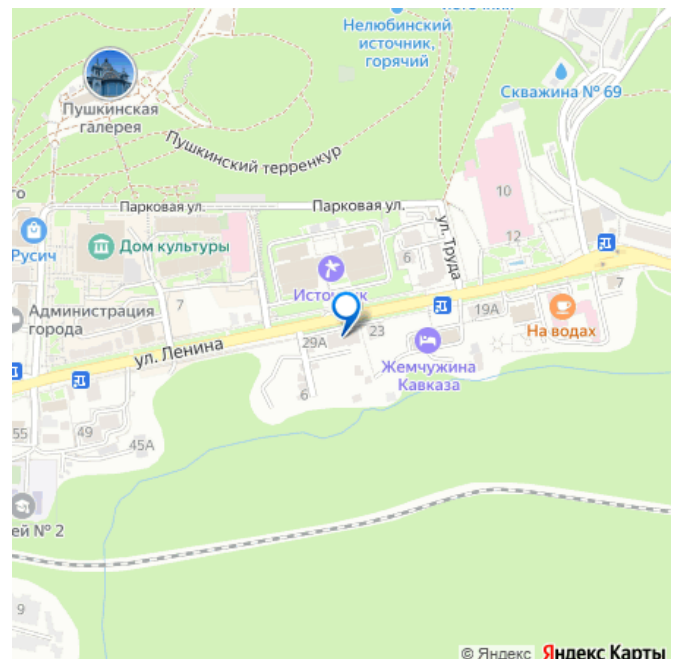 Нелюбинский
источник,
горячий
Скважина № 69
Пушкинская
галерея
Пушкинский терренкур
10
Парковая ул.
Парковая ул.
ул. Труда
Русич
Дом культуры
6
12
Источник
7
7
Администрация
города
19А
На водах
ул. Ленина
29А
23
Жемчужина
Кавказа
6
55
49
45А
ей № 2
9
© Яндекс Яндекс Карты